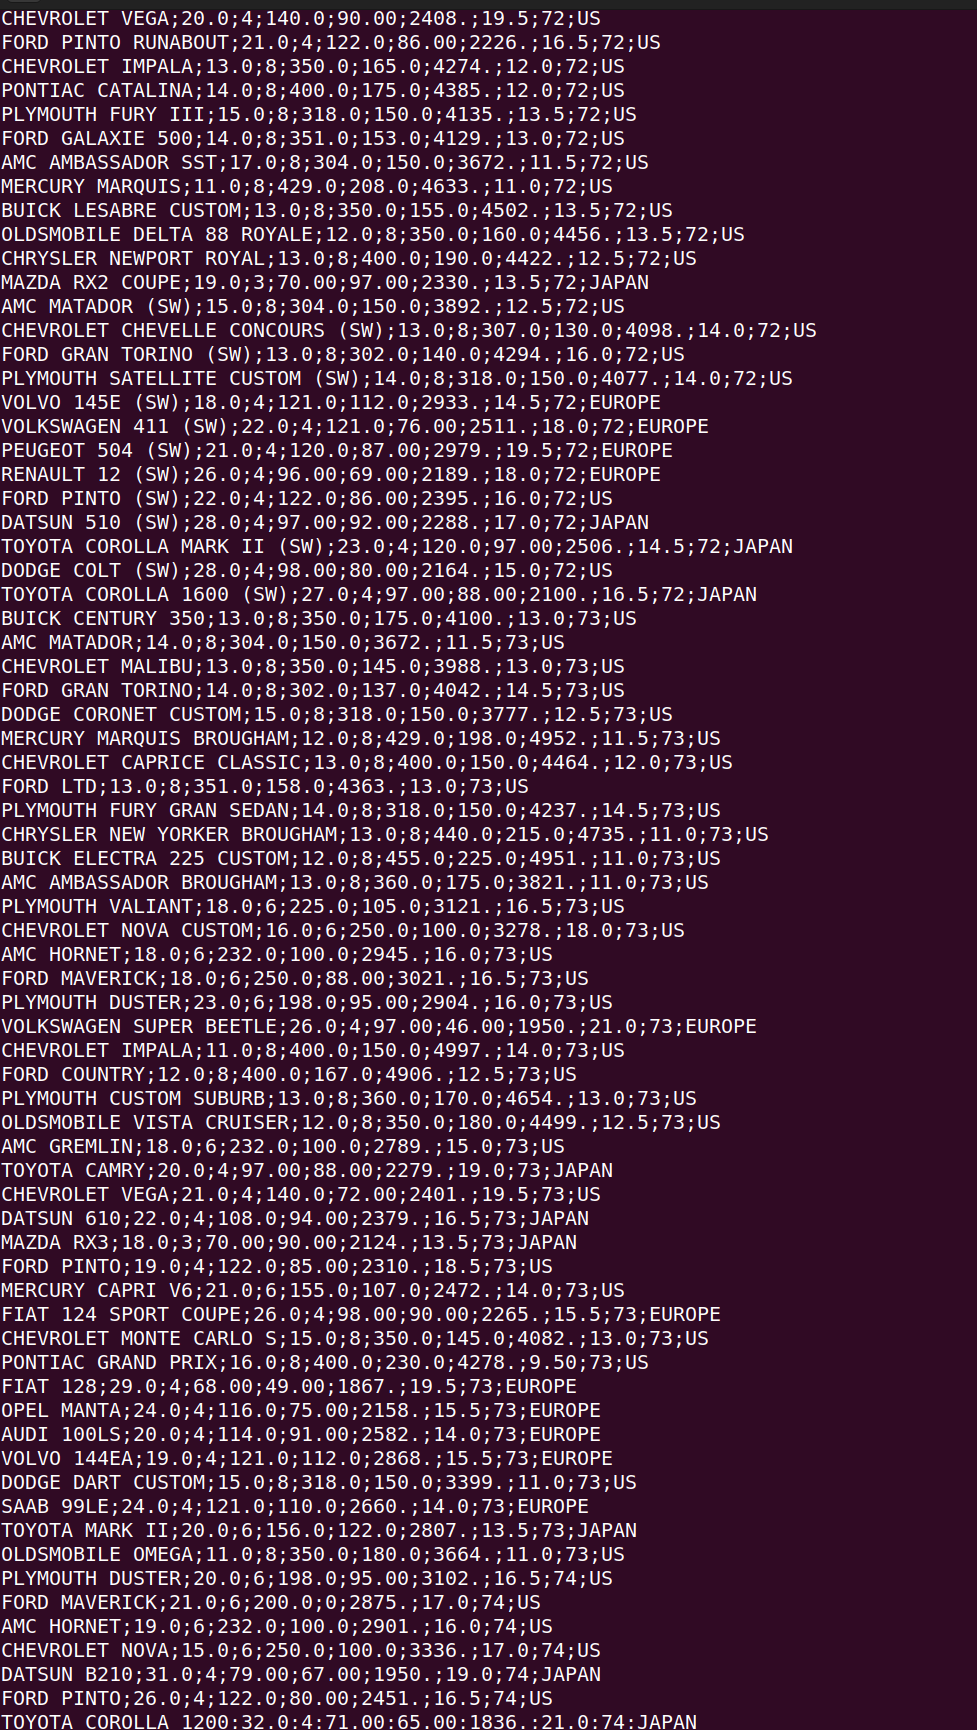 CHEVROLET VEGA;20.0;4;140.0;90.00;2408.;19.5;72;US
FORD PINTO RUNABOUT;21.0;4;122.0;86.00;2226.;16.5;72;US
CHEVROLET IMPALA;13.0;8;350.0;165.0;4274.;12.0;72;US
PONTIAC CATALINA;14.0;8;400.0;175.0;4385.;12.0;72;US
PLYMOUTH FURY III;15.0;8;318.0;150.0;4135.;13.5;72;US
FORD GALAXIE 500;14.0;8;351.0;153.0;4129.;13.0;72;US
AMC AMBASSADOR SST;17.0;8;304.0;150.0;3672.;11.5;72;US
MERCURY MARQUIS;11.0;8;429.0;208.0;4633.;11.0;72;US
BUICK LESABRE CUSTOM;13.0;8;350.0;155.0;4502.;13.5;72;US
OLDSMOBILE DELTA 88 ROYALE;12.0;8;350.0;160.0;4456.;13.5;72;US
CHRYSLER NEWPORT ROYAL;13.0;8;400.0;190.0;4422.;12.5;72;US
MAZDA RX2 COUPE;19.0;3;70.00;97.00;2330.;13.5;72;JAPAN
AMC MATADOR (SW);15.0;8;304.0;150.0;3892.;12.5;72;US
CHEVROLET CHEVELLE CONCOURS (SW);13.0;8;307.0;130.0;4098.;14.0;72;US
FORD GRAN TORINO (SW);13.0;8;302.0;140.0;4294.;16.0;72;US
PLYMOUTH SATELLITE CUSTOM (SW);14.0;8;318.0;150.0;4077.;14.0;72;US
VOLVO 145E (SW);18.0;4;121.0;112.0;2933.;14.5;72;EUROPE
VOLKSWAGEN 411 (SW);22.0;4;121.0;76.00;2511.;18.0;72;EUROPE
PEUGEOT 504 (SW);21.0;4;120.0;87.00;2979.;19.5;72;EUROPE
RENAULT 12 (SW);26.0;4;96.00;69.00;2189.;18.0;72;EUROPE
FORD PINTO (SW);22.0;4;122.0;86.00;2395.;16.0;72;US
DATSUN 510 (SW);28.0;4;97.00;92.00;2288.;17.0;72;JAPAN
TOYOTA COROLLA MARK II (SW);23.0;4;120.0;97.00;2506.;14.5;72;JAPAN
DODGE COLT (SW);28.0;4;98.00;80.00;2164.;15.0;72;US
TOYOTA COROLLA 1600 (SW);27.0;4;97.00;88.00;2100.;16.5;72;JAPAN
BUICK CENTURY 350;13.0;8;350.0;175.0;4100.;13.0;73;US
AMC MATADOR;14.0;8;304.0;150.0;3672.;11.5;73;US
CHEVROLET MALIBU;13.0;8;350.0;145.0;3988.;13.0;73;US
FORD GRAN TORINO;14.0;8;302.0;137.0;4042.;14.5;73;US
DODGE CORONET CUSTOM;15.0;8;318.0;150.0;3777.;12.5;73;US
MERCURY MARQUIS BROUGHAM;12.0;8;429.0;198.0;4952.;11.5;73;US
CHEVROLET CAPRICE CLASSIC;13.0;8;400.0;150.0;4464.;12.0;73;US
FORD LTD;13.0;8;351.0;158.0;4363.;13.0;73;US
PLYMOUTH FURY GRAN SEDAN;14.0;8;318.0;150.0;4237.;14.5;73;US
CHRYSLER NEW YORKER BROUGHAM;13.0;8;440.0;215.0;4735.;11.0;73;US
BUICK ELECTRA 225 CUSTOM;12.0;8;455.0;225.0;4951.;11.0;73;US
AMC AMBASSADOR BROUGHAM;13.0;8;360.0;175.0;3821.;11.0;73;US
PLYMOUTH VALIANT;18.0;6;225.0;105.0;3121.;16.5;73;US
CHEVROLET NOVA CUSTOM;16.0;6;250.0;100.0;3278.;18.0;73;US
AMC HORNET;18.0;6;232.0;100.0;2945.;16.0;73;US
FORD MAVERICK;18.0;6;250.0;88.00;3021.;16.5;73;US
PLYMOUTH DUSTER;23.0;6;198.0;95.00;2904.;16.0;73;US
VOLKSWAGEN SUPER BEETLE;26.0;4;97.00;46.00;1950.;21.0;73;EUROPE
CHEVROLET IMPALA;11.0;8;400.0;150.0;4997.;14.0;73;US
FORD COUNTRY;12.0;8;400.0;167.0;4906.;12.5;73;US
PLYMOUTH CUSTOM SUBURB;13.0;8;360.0;170.0;4654.;13.0;73;US
OLDSMOBILE VISTA CRUISER;12.0;8;350.0;180.0;4499.;12.5;73;US
AMC GREMLIN;18.0;6;232.0;100.0;2789.;15.0;73;US
TOYOTA CAMRY;20.0;4;97.00;88.00;2279.;19.0;73;JAPAN
CHEVROLET VEGA;21.0;4;140.0;72.00;2401.;19.5;73;US
DATSUN 610;22.0;4;108.0;94.00;2379.;16.5;73;JAPAN
MAZDA RX3;18.0;3;70.00;90.00;2124.;13.5;73;JAPAN
FORD PINTO;19.0;4;122.0;85.00;2310.;18.5;73;US
MERCURY CAPRI V6;21.0;6;155.0;107.0;2472.;14.0;73;US
FIAT 124 SPORT COUPE;26.0;4;98.00;90.00;2265.;15.5;73;EUROPE
CHEVROLET MONTE CARLO S;15.0;8;350.0;145.0;4082.;13.0;73;US
PONTIAC GRAND PRIX;16.0;8;400.0;230.0;4278.;9.50;73;US
FIAT 128;29.0;4;68.00;49.00;1867.;19.5;73;EUROPE
OPEL MANTA;24.0;4;116.0;75.00;2158.;15.5;73;EUROPE
AUDI 100LS;20.0;4;114.0;91.00;2582.;14.0;73;EUROPE
VOLVO 144EA;19.0;4;121.0;112.0;2868.;15.5;73;EUROPE
DODGE DART CUSTOM;15.0;8;318.0;150.0;3399.;11.0;73;US
SAAB 99LE;24.0;4;121.0;110.0;2660.;14.0;73;EUROPE
TOYOTA MARK II;20.0;6;156.0;122.0;2807.;13.5;73;JAPAN
OLDSMOBILE OMEGA;11.0;8;350.0;180.0;3664.;11.0;73;US
PLYMOUTH DUSTER;20.0;6;198.0;95.00;3102.;16.5;74;US
FORD MAVERICK;21.0;6;200.0;0;2875.;17.0;74;US
AMC HORNET;19.0;6;232.0;100.0;2901.;16.0;74;US
CHEVROLET NOVA;15.0;6;250.0;100.0;3336.;17.0;74;US
DATSUN B210;31.0;4;79.00;67.00;1950.;19.0;74;JAPAN
FORD PINTO;26.0;4;122.0;80.00;2451.;16.5;74;US
TOYOTA COROLLA 1200;32.0;4;71.00;65.00;1836.;21.0;74;JAPAN